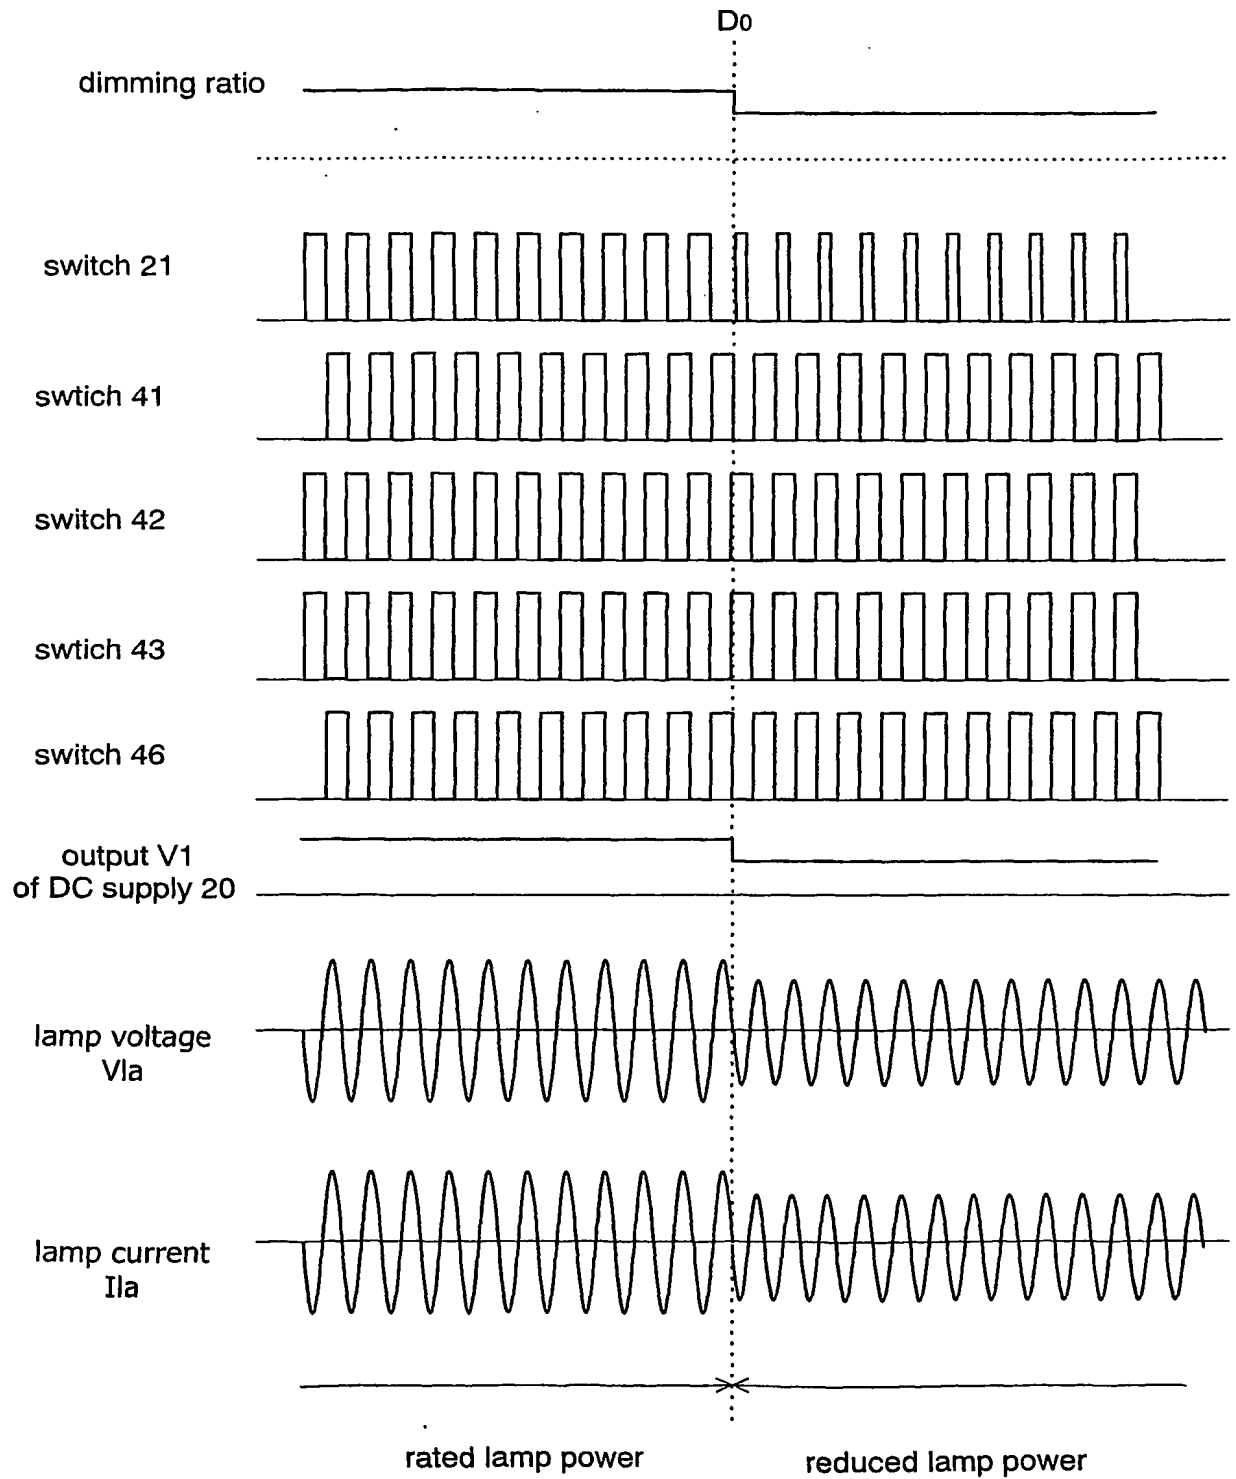 D0
dimming ratio
switch 21
swtich 41
switch 42
swtich 43
switch 46
output V1
of DC supply 20
lamp voltage
Vla
lamp current
Ila
rated lamp power
reduced lamp power